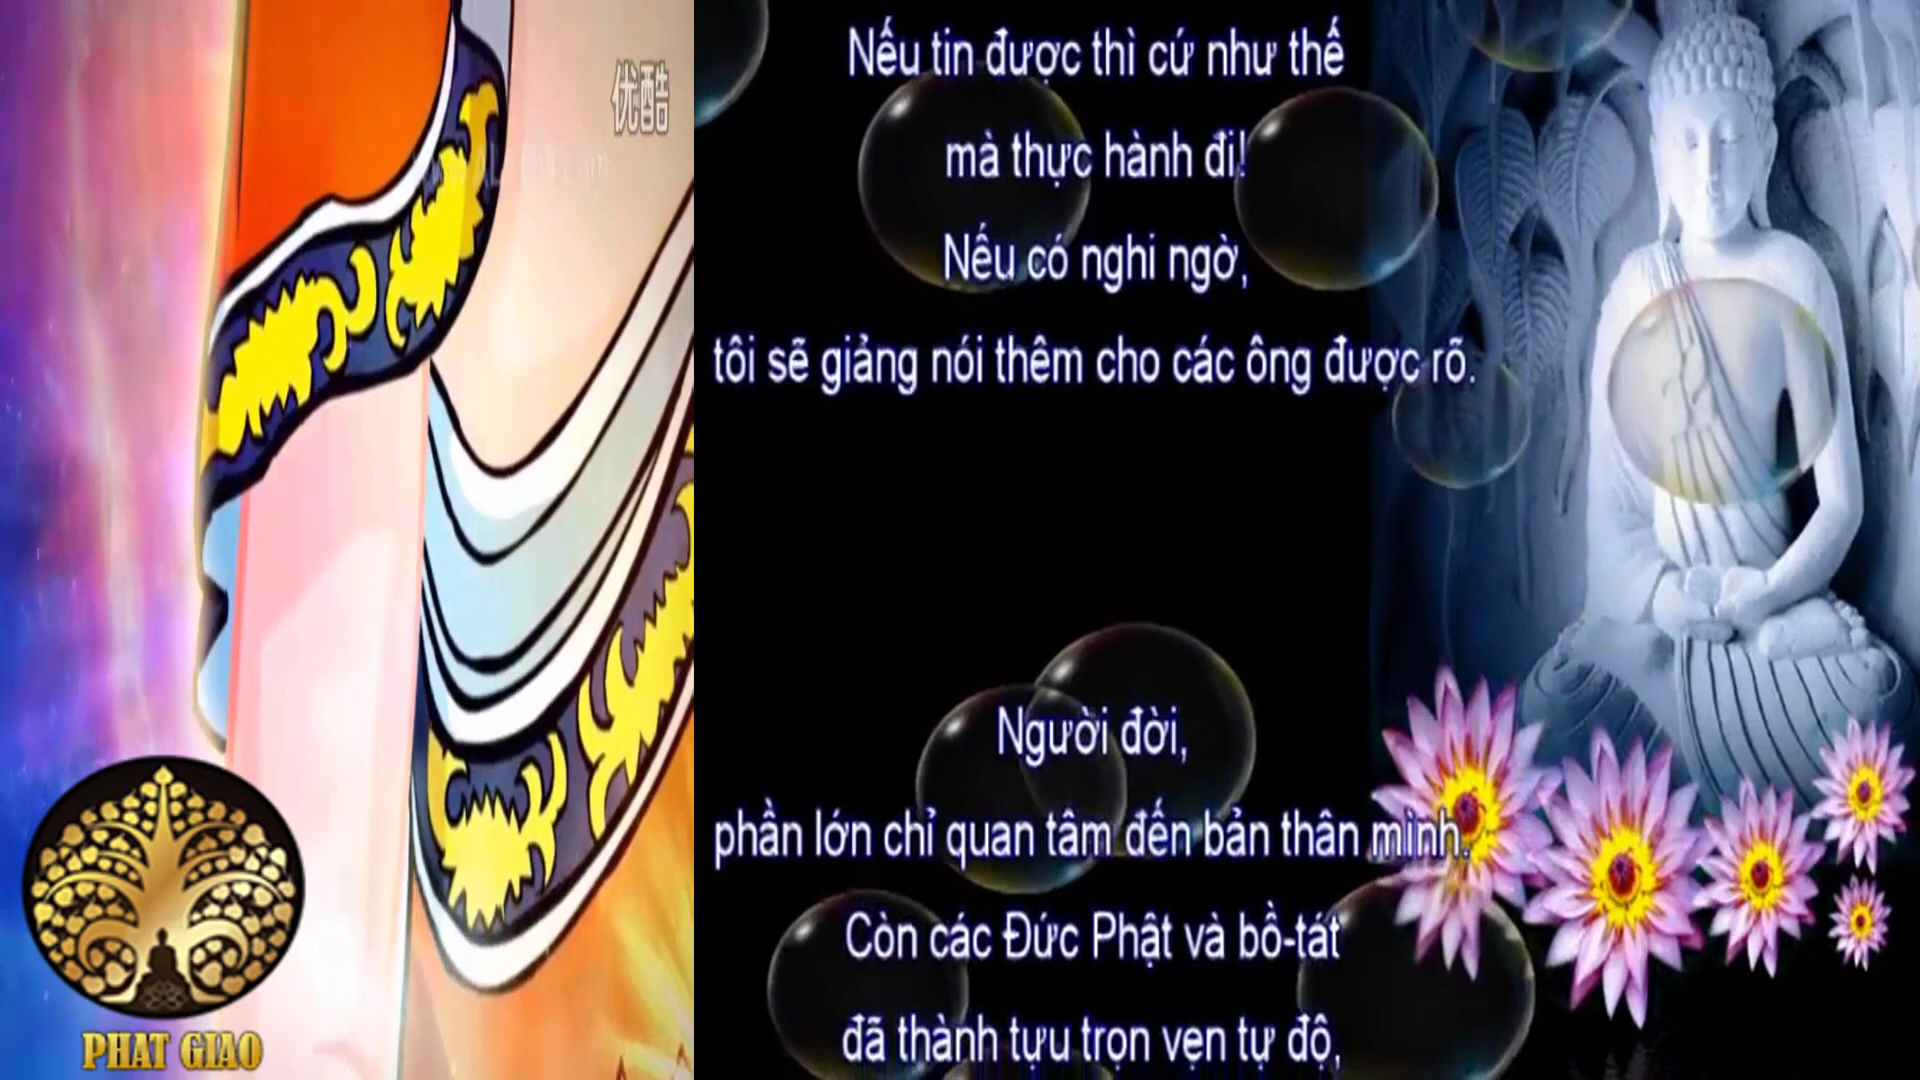 优酷
PHAT GIAO
Nếu tin được thì cứ như thế
mà thực hành đi!
Nếu có nghi ngờ,
tôi sẽ giảng nói thêm cho các ông được rõ.
Người đời,
phần lớn chỉ quan tâm đến bản thân mình.
Còn các Đức Phật và bồ-tát
đã thành tựu trọn vẹn tự độ,